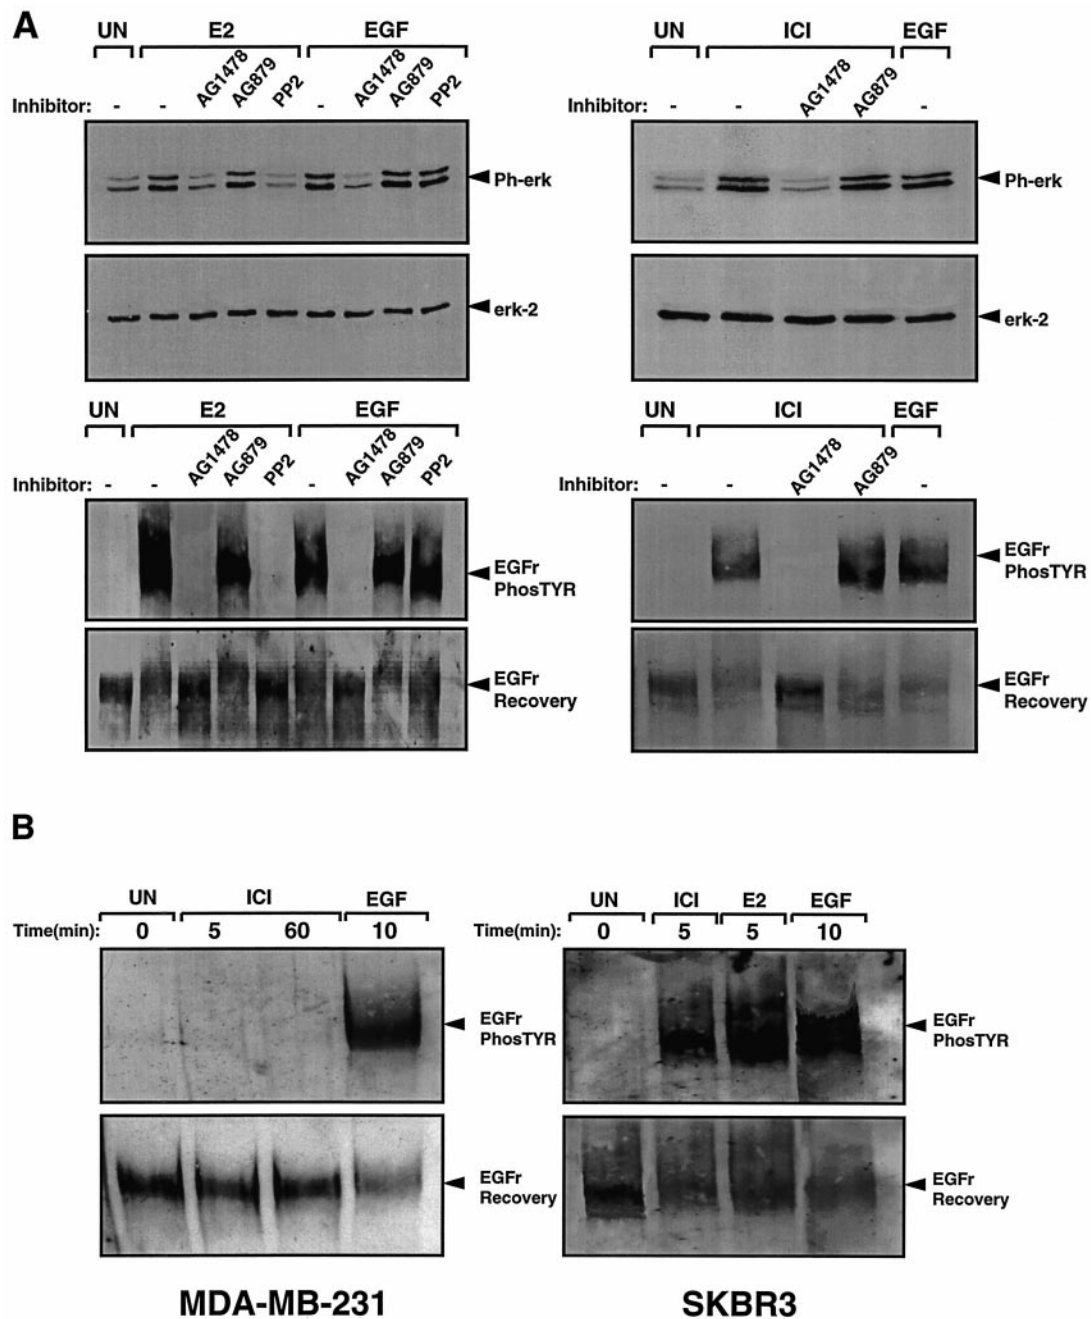 A
UN E2 EGF
Inhibitor: - - AG1478 AG879 PP2 - AG1478 AG879 PP2
Ph-erk
erk-2
UN ICI EGF
Inhibitor: - - AG1478 AG879 -
Ph-erk
erk-2
UN E2 EGF
Inhibitor: - - AG1478 AG879 PP2 - AG1478 AG879 PP2
EGFr
PhosTYR
EGFr
Recovery
UN ICI EGF
Inhibitor: - - AG1478 AG879 -
EGFr
PhosTYR
EGFr
Recovery
B
UN ICI EGF
Time(min): 0 5 60 10
EGFr
PhosTYR
EGFr
Recovery
MDA-MB-231
UN ICI E2 EGF
Time(min): 0 5 5 10
EGFr
PhosTYR
EGFr
Recovery
SKBR3